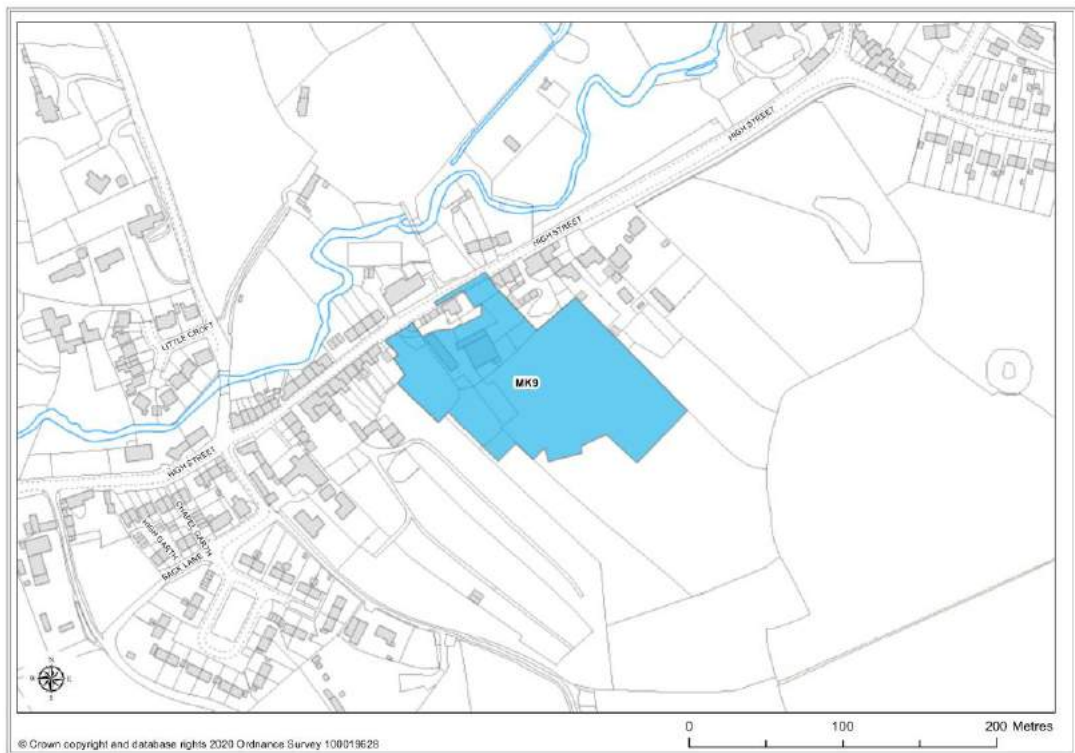 HIGH STREET
HIGH STREET
LITTLE CROFT
MK9
HIGH STREET
CHAPEL GARTH
HIGH GARTH
BACK LANE
N
E
0 100 200 Metres
© Crown copyright and database rights 2020 Ordnance Survey 100019628